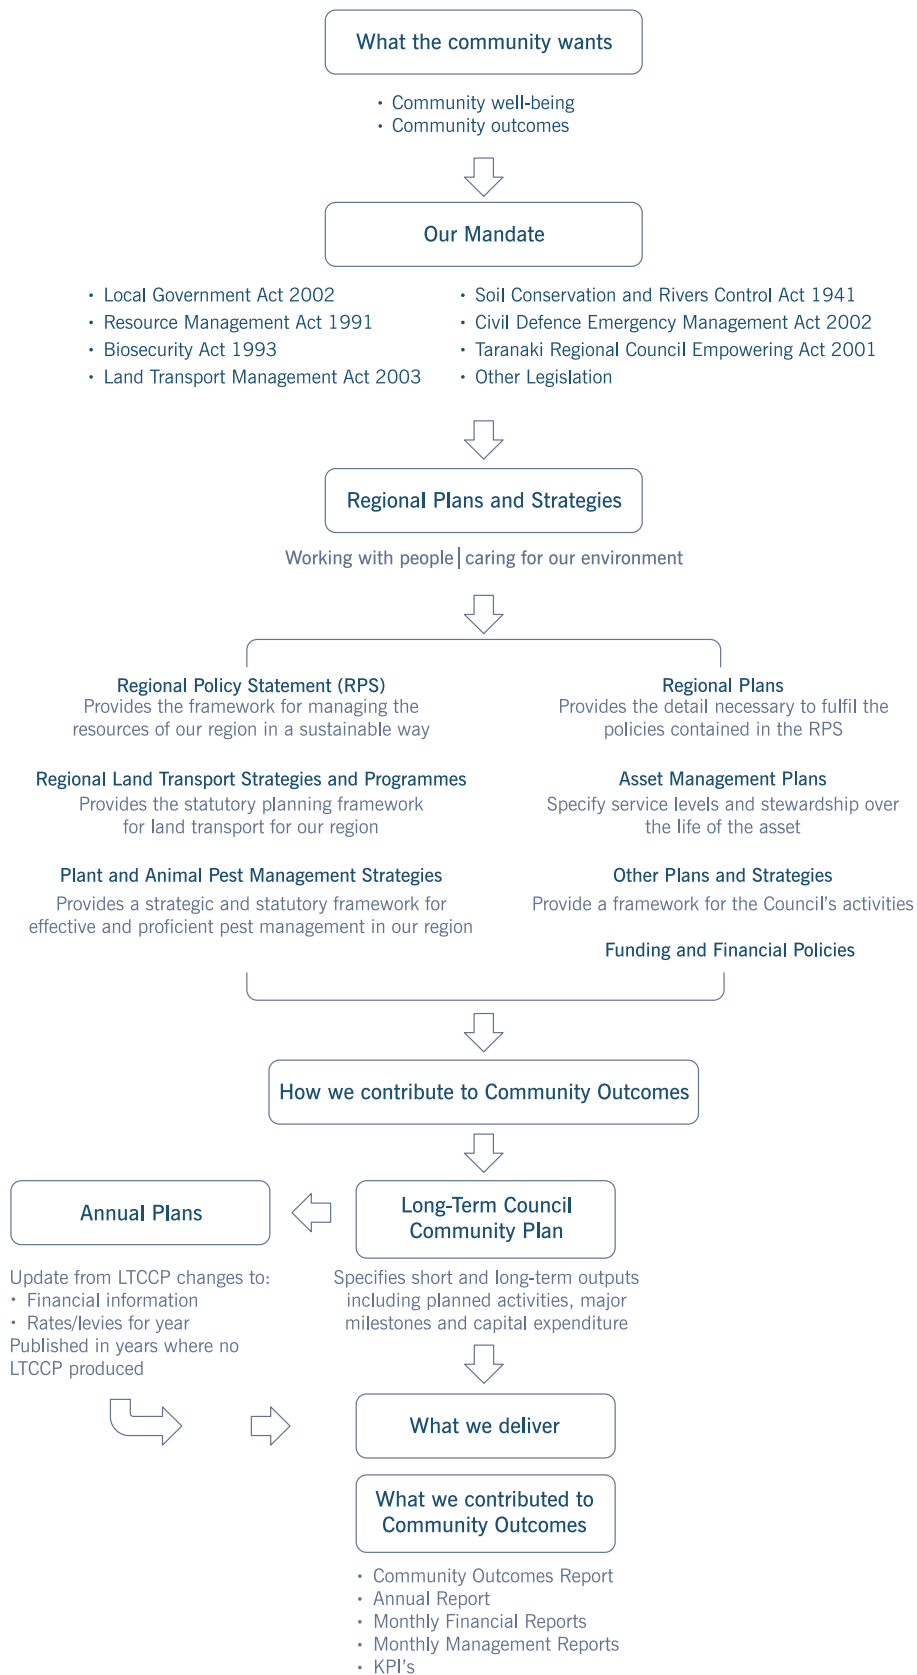 What the community wants
• Community well-being
• Community outcomes
Our Mandate
• Local Government Act 2002
• Resource Management Act 1991
• Biosecurity Act 1993
• Land Transport Management Act 2003
• Soil Conservation and Rivers Control Act 1941
• Civil Defence Emergency Management Act 2002
• Taranaki Regional Council Empowering Act 2001
• Other Legislation
Regional Plans and Strategies
Working with people | caring for our environment
Regional Policy Statement (RPS)
Provides the framework for managing the
resources of our region in a sustainable way
Regional Land Transport Strategies and Programmes
Provides the statutory planning framework
for land transport for our region
Plant and Animal Pest Management Strategies
Provides a strategic and statutory framework for
effective and proficient pest management in our region
Regional Plans
Provides the detail necessary to fulfil the
policies contained in the RPS
Asset Management Plans
Specify service levels and stewardship over
the life of the asset
Other Plans and Strategies
Provide a framework for the Council's activities
Funding and Financial Policies
How we contribute to Community Outcomes
Annual Plans
Update from LTCCP changes to:
• Financial information
• Rates/levies for year
Published in years where no
LTCCP produced
Long-Term Council
Community Plan
Specifies short and long-term outputs
including planned activities, major
milestones and capital expenditure
What we deliver
What we contributed to
Community Outcomes
• Community Outcomes Report
• Annual Report
• Monthly Financial Reports
• Monthly Management Reports
• KPI's